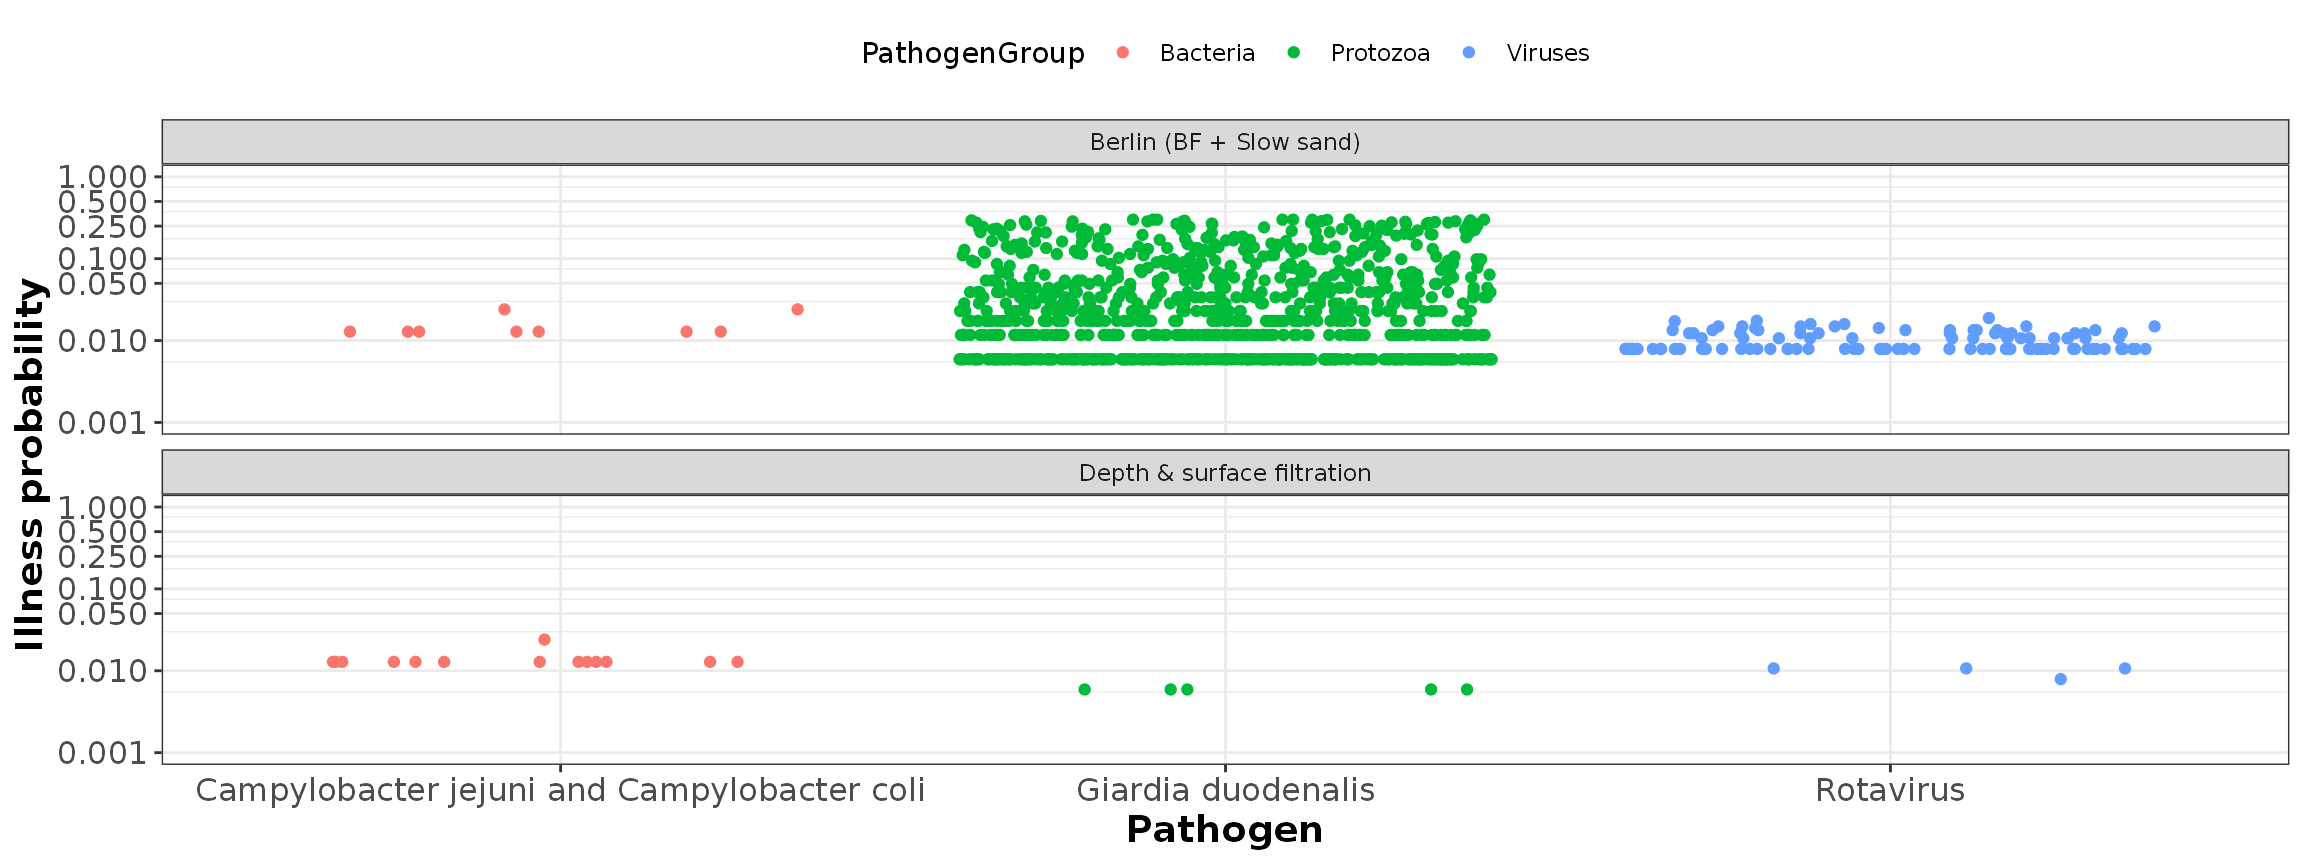 PathogenGroup Bacteria Protozoa Viruses
Berlin (BF + Slow sand)
1.000
0.500
0.250
0.100
0.050
0.010
0.001
Depth & surface filtration
1.000
0.500
0.250
0.100
0.050
0.010
0.001
Illness probability
Campylobacter jejuni and Campylobacter coli Giardia duodenalis Rotavirus
Pathogen